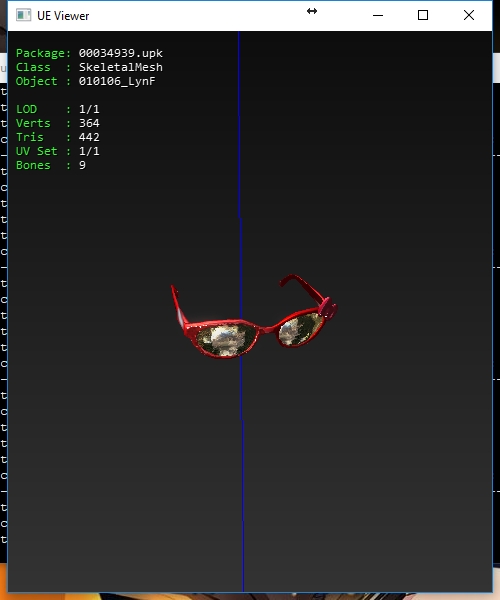 UE Viewer
Package: 00034939.upk
Class : SkeletalMesh
Object : 010106_LynF
LOD : 1/1
Verts : 364
Tris : 442
UV Set : 1/1
Bones : 9